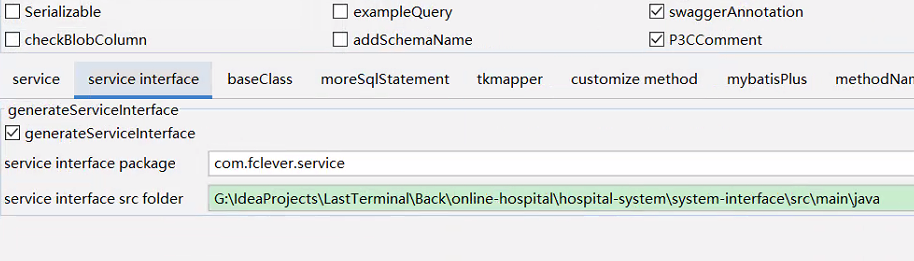 Serializable exampleQuery swaggerAnnotation
checkBlobColumn addSchemaName P3CComment
service service interface baseClass moreSqlStatement tkmapper customize method mybatisPlus methodNa
generateServiceInterface
generateServiceInterface
service interface package com.fclever.service
service interface src folder G:\IdeaProjects\LastTerminal\Back\online-hospital\hospital-system\system-interface\src\main\java